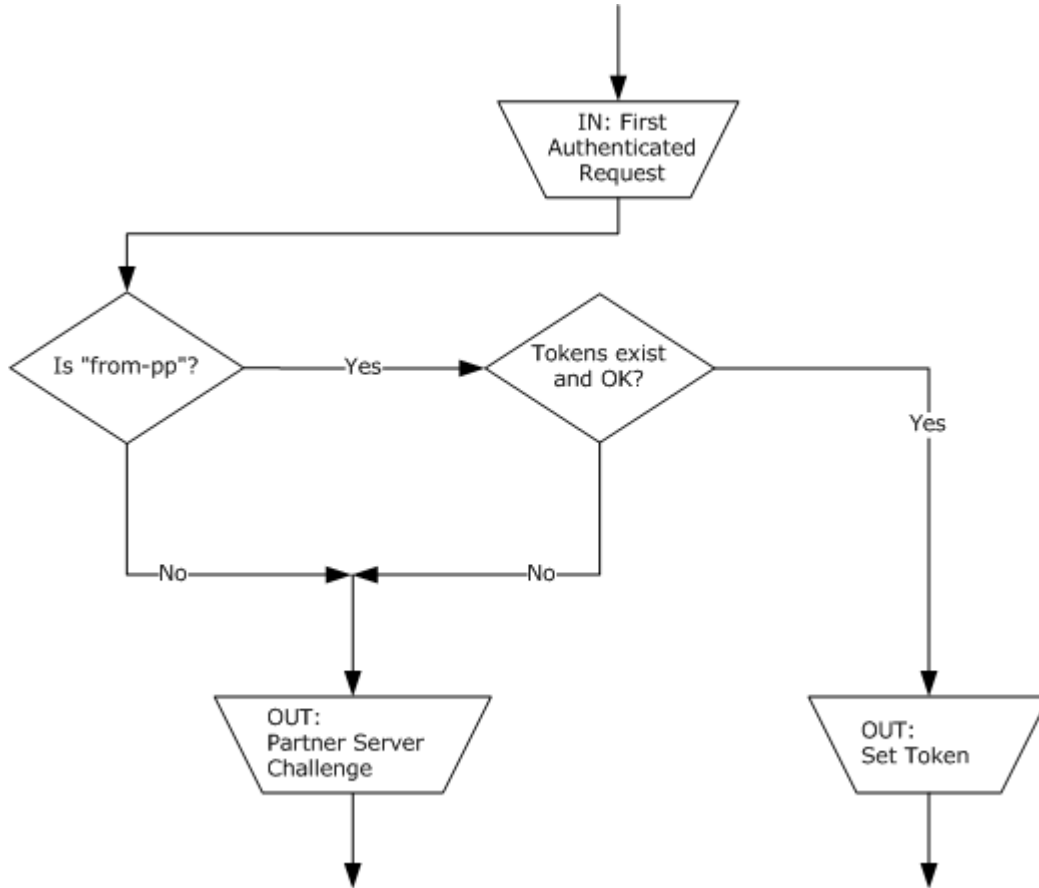 IN: First
Authenticated
Request
Is "from-pp"?
Yes
Tokens exist
and OK?
Yes
No
No
OUT:
Partner Server
Challenge
OUT:
Set Token